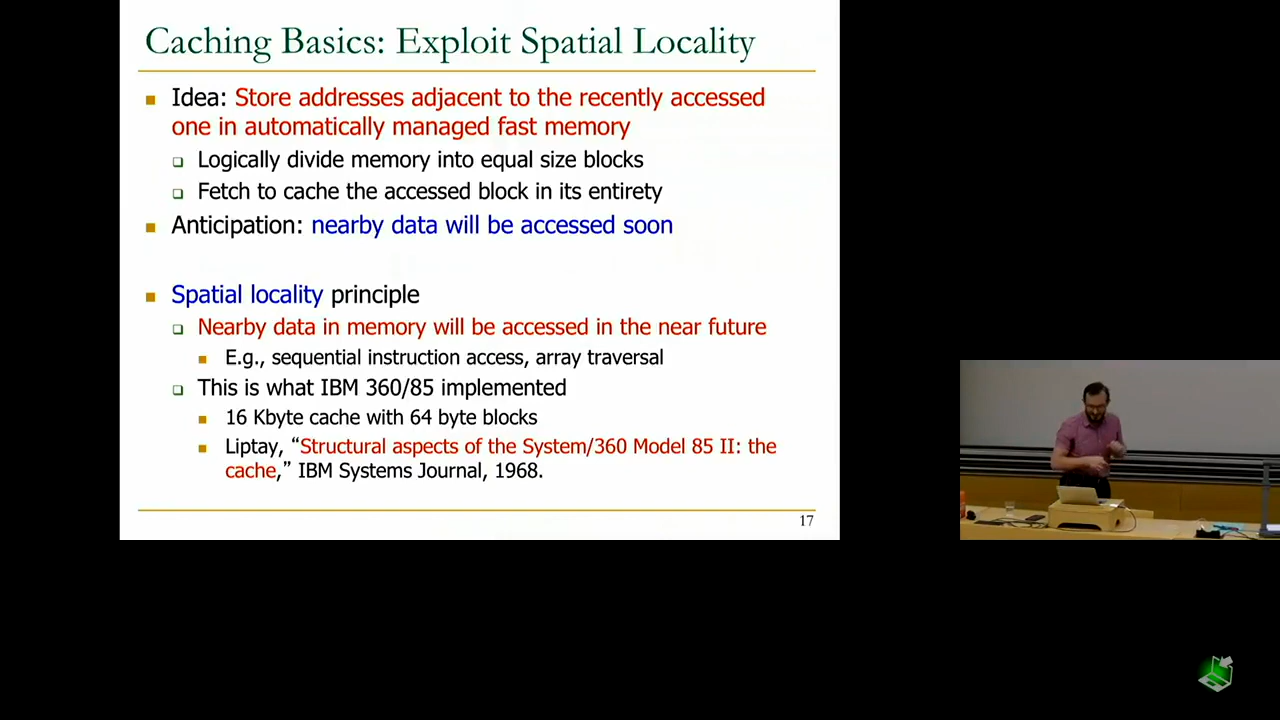 Caching Basics: Exploit Spatial Locality
Idea: Store addresses adjacent to the recently accessed
one in automatically managed fast memory
Logically divide memory into equal size blocks
Fetch to cache the accessed block in its entirety
Anticipation: nearby data will be accessed soon
Spatial locality principle
Nearby data in memory will be accessed in the near future
E.g., sequential instruction access, array traversal
This is what IBM 360/85 implemented
16 Kbyte cache with 64 byte blocks
Liptay, “Structural aspects of the System/360 Model 85 II: the
cache,” IBM Systems Journal, 1968.
17